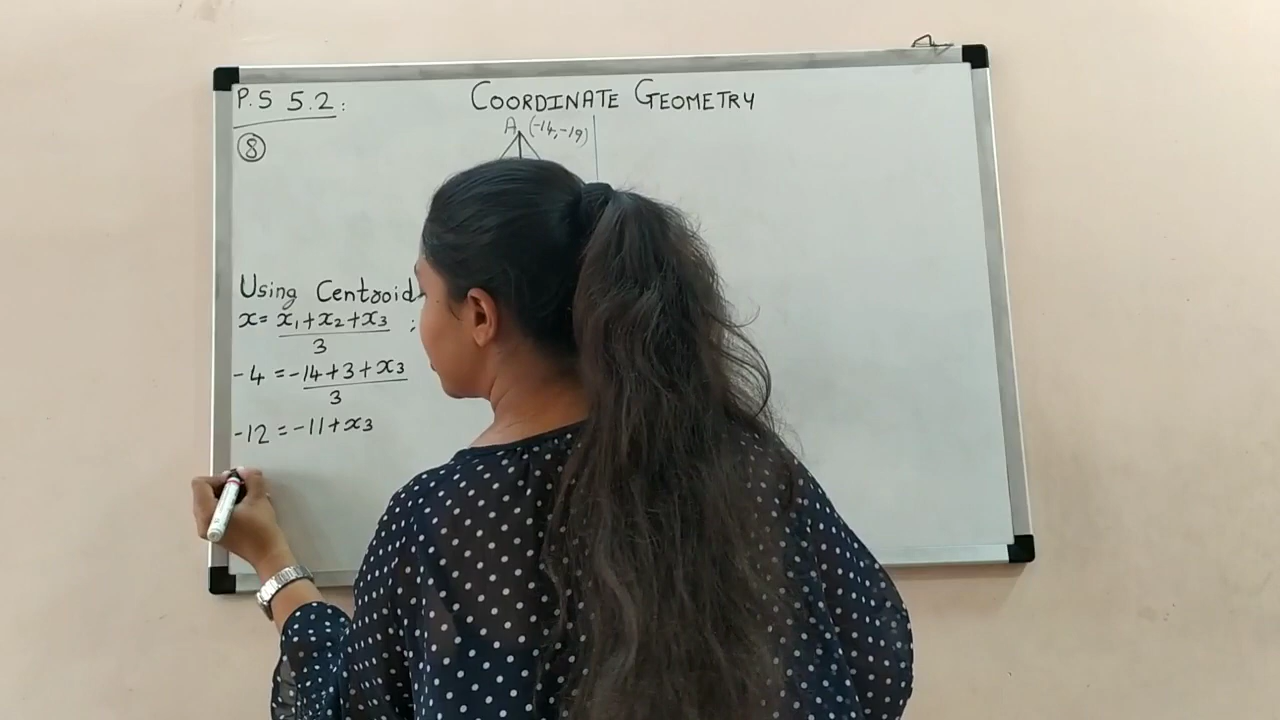 P.S 5.2:
COORDINATE GEOMETRY
A (-14,-19)
8
Using Centroid
x = x₁+x₂+x₃ ;
3
-4 = -14+3+x₃
3
-12 = -11+x₃